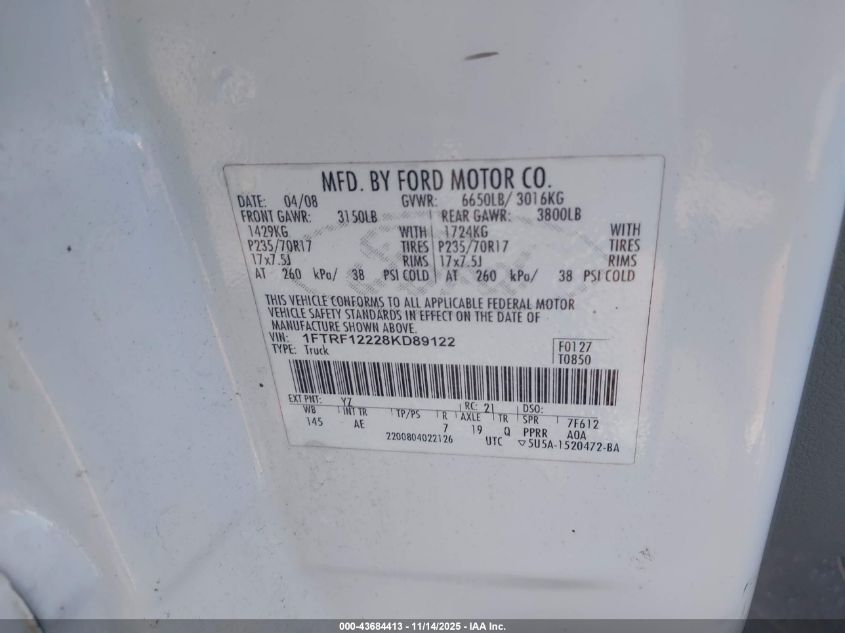 MFD. BY FORD MOTOR CO.
DATE: 04/08 GVWR: 6650LB/ 3016KG
FRONT GAWR: 3150LB REAR GAWR: 3800LB
1429KG WITH 1724KG WITH
P235/70R17 TIRES P235/70R17 TIRES
17x7.5J RIMS 17x7.5J RIMS
AT 260 kPa/ 38 PSI COLD AT 260 kPa/ 38 PSI COLD
THIS VEHICLE CONFORMS TO ALL APPLICABLE FEDERAL MOTOR
VEHICLE SAFETY STANDARDS IN EFFECT ON THE DATE OF
MANUFACTURE SHOWN ABOVE.
VIN: 1FTRF12228KD89122 F0127
TYPE: Truck T0850
EXT PNT: YZ RC: 21 DSO:
WB INT TR TP/PS R AXLE TR SPR 7F612
145 AE 7 19 Q PPRR A0A
2200804022126 UTC ▽5U5A-1520472-BA
000-43684413 - 11/14/2025 - IAA Inc.